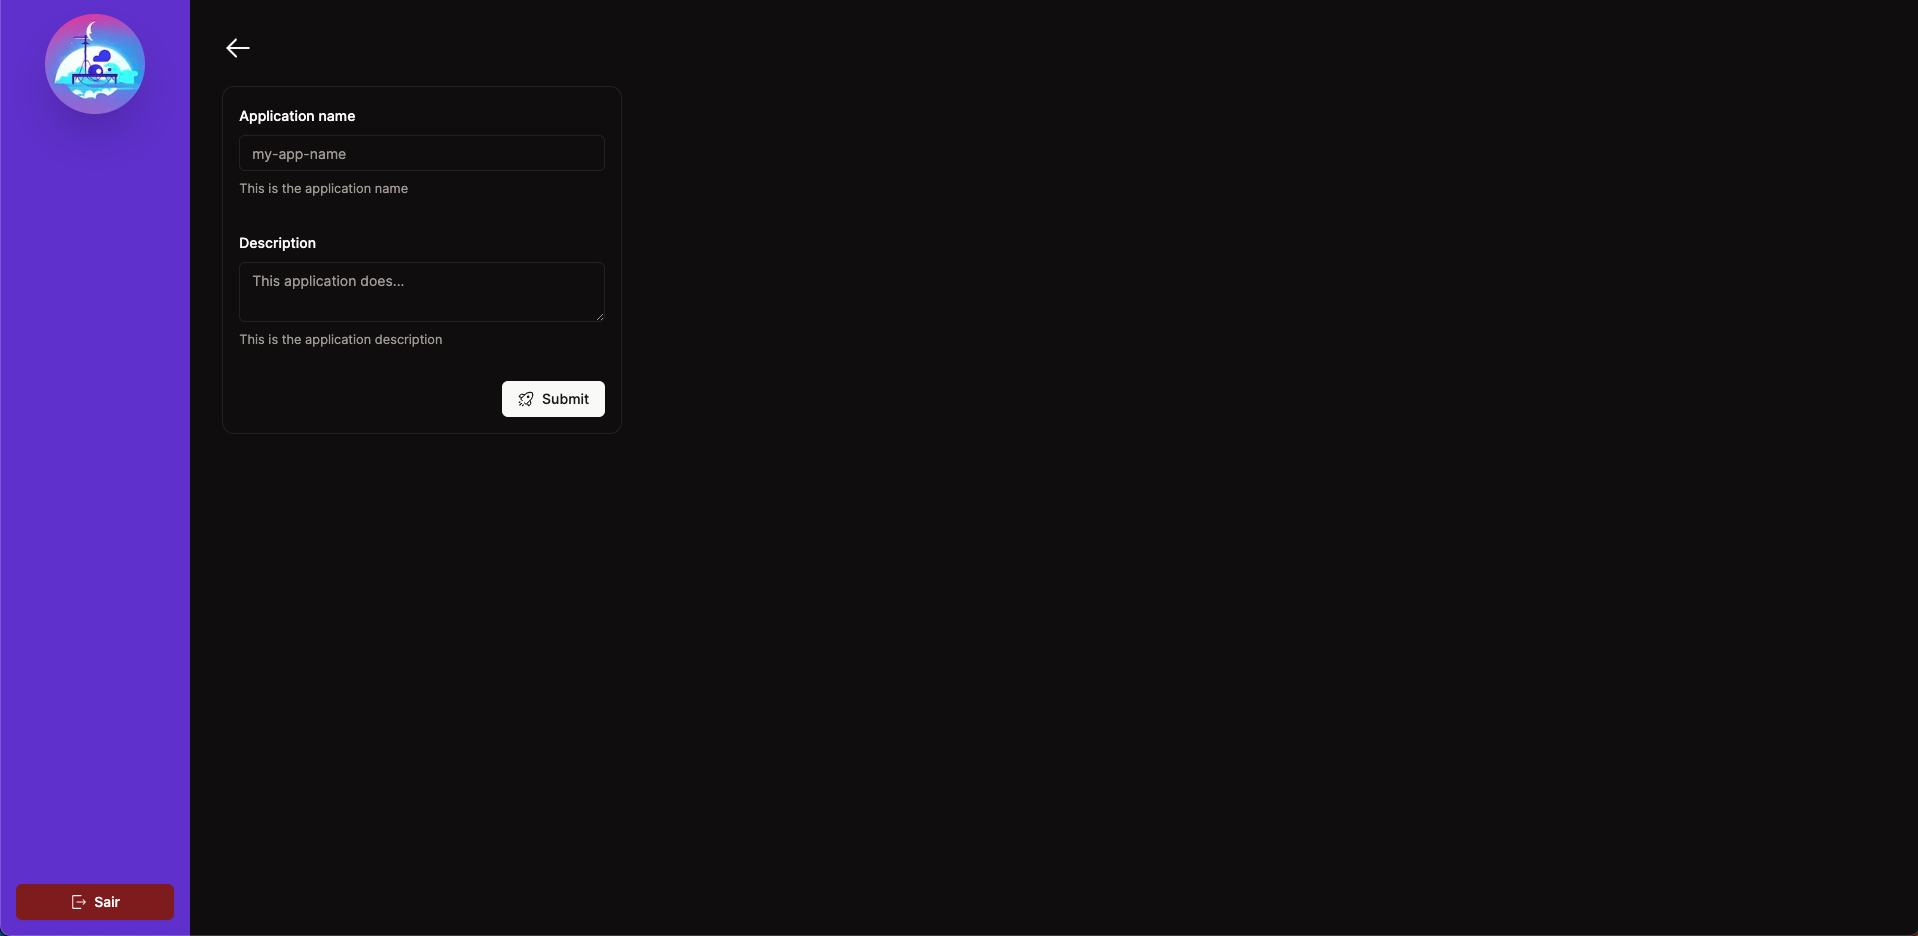 Application name
my-app-name
This is the application name
Description
This application does...
This is the application description
Submit
Sair